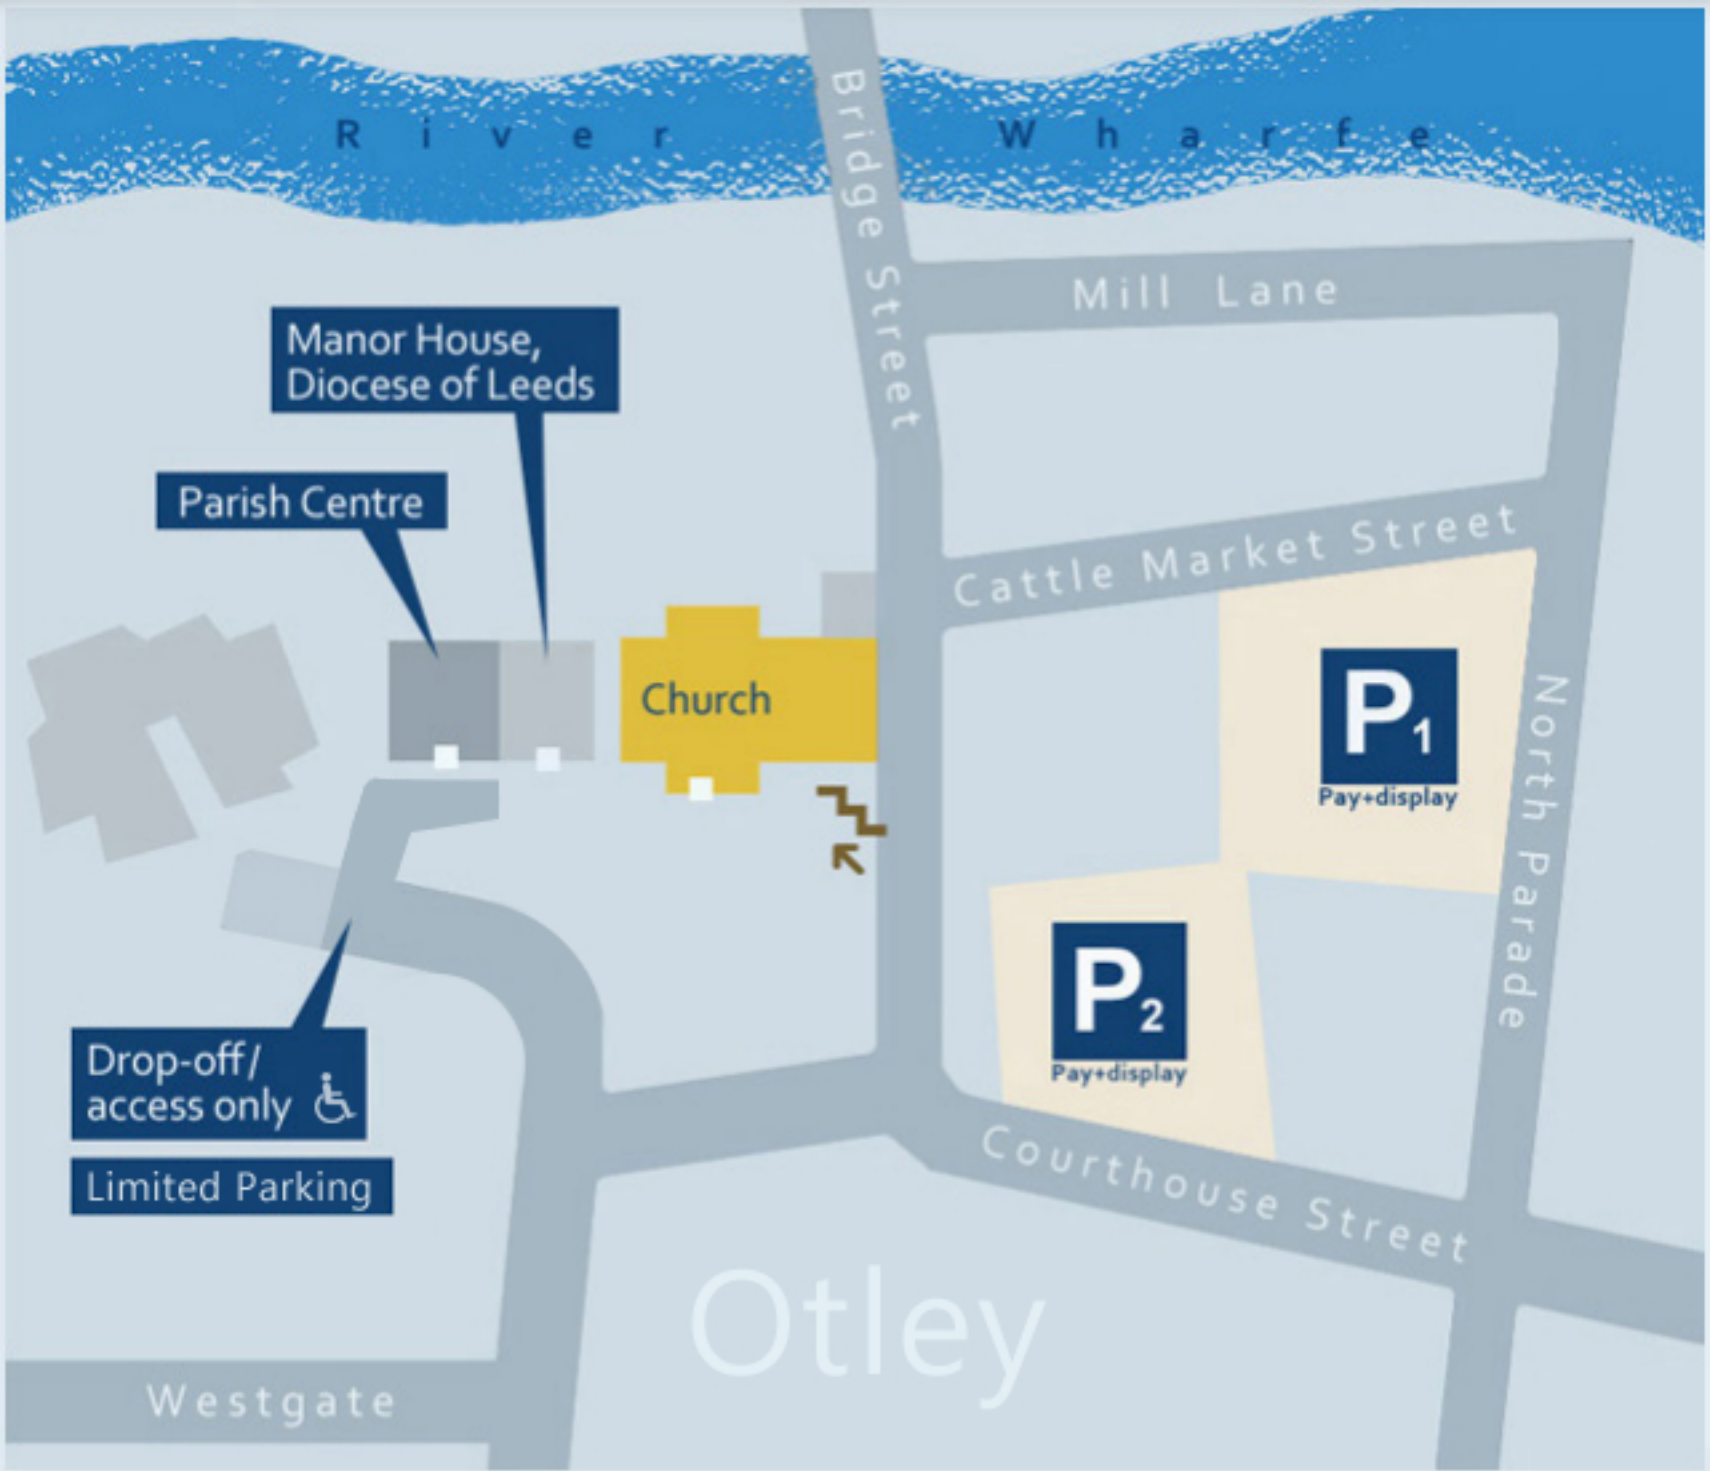 River Wharfe
Bridge Street
Mill Lane
Manor House,
Diocese of Leeds
Parish Centre
Cattle Market Street
Church
P1
Pay+display
North Parade
P2
Pay+display
Drop-off/
access only
Limited Parking
Courthouse Street
Otley
Westgate